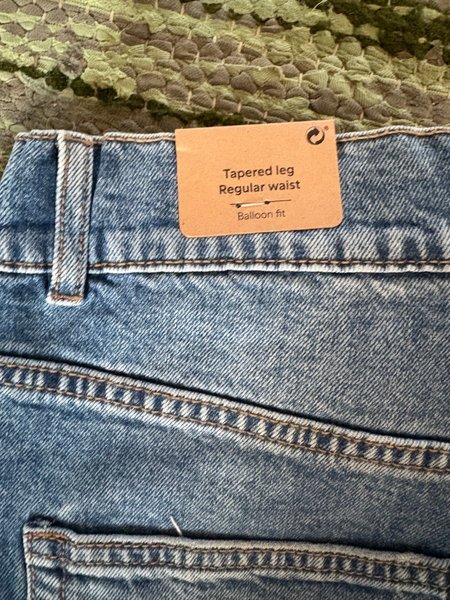 Tapered leg
Regular waist
Balloon fit